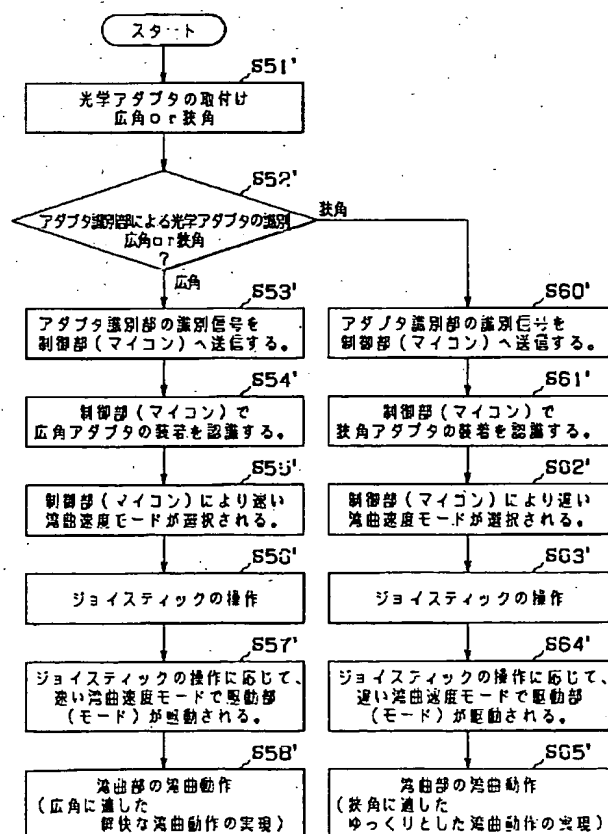 スタート
S51'
光学アダプタの取付け
広角or狭角
S52'
アダプタ識別部による光学アダプタの識別
広角or狭角
?
狭角
広角
S53'
アダプタ識別部の識別信号を
制御部(マイコン)へ送信する。
S54'
制御部(マイコン)で
広角アダプタの装着を認識する。
S55'
制御部(マイコン)により速い
湾曲速度モードが選択される。
S56'
ジョイスティックの操作
S57'
ジョイスティックの操作に応じて、
速い湾曲速度モードで駆動部
(モード)が駆動される。
S58'
湾曲部の湾曲動作
(広角に適した
軽快な湾曲動作の実現)
S60'
アダプタ識別部の識別信号を
制御部(マイコン)へ送信する。
S61'
制御部(マイコン)で
狭角アダプタの装着を認識する。
S62'
制御部(マイコン)により遅い
湾曲速度モードが選択される。
S63'
ジョイスティックの操作
S64'
ジョイスティックの操作に応じて、
遅い湾曲速度モードで駆動部
(モード)が駆動される。
S65'
湾曲部の湾曲動作
(狭角に適した
ゆっくりとした湾曲動作の実現)